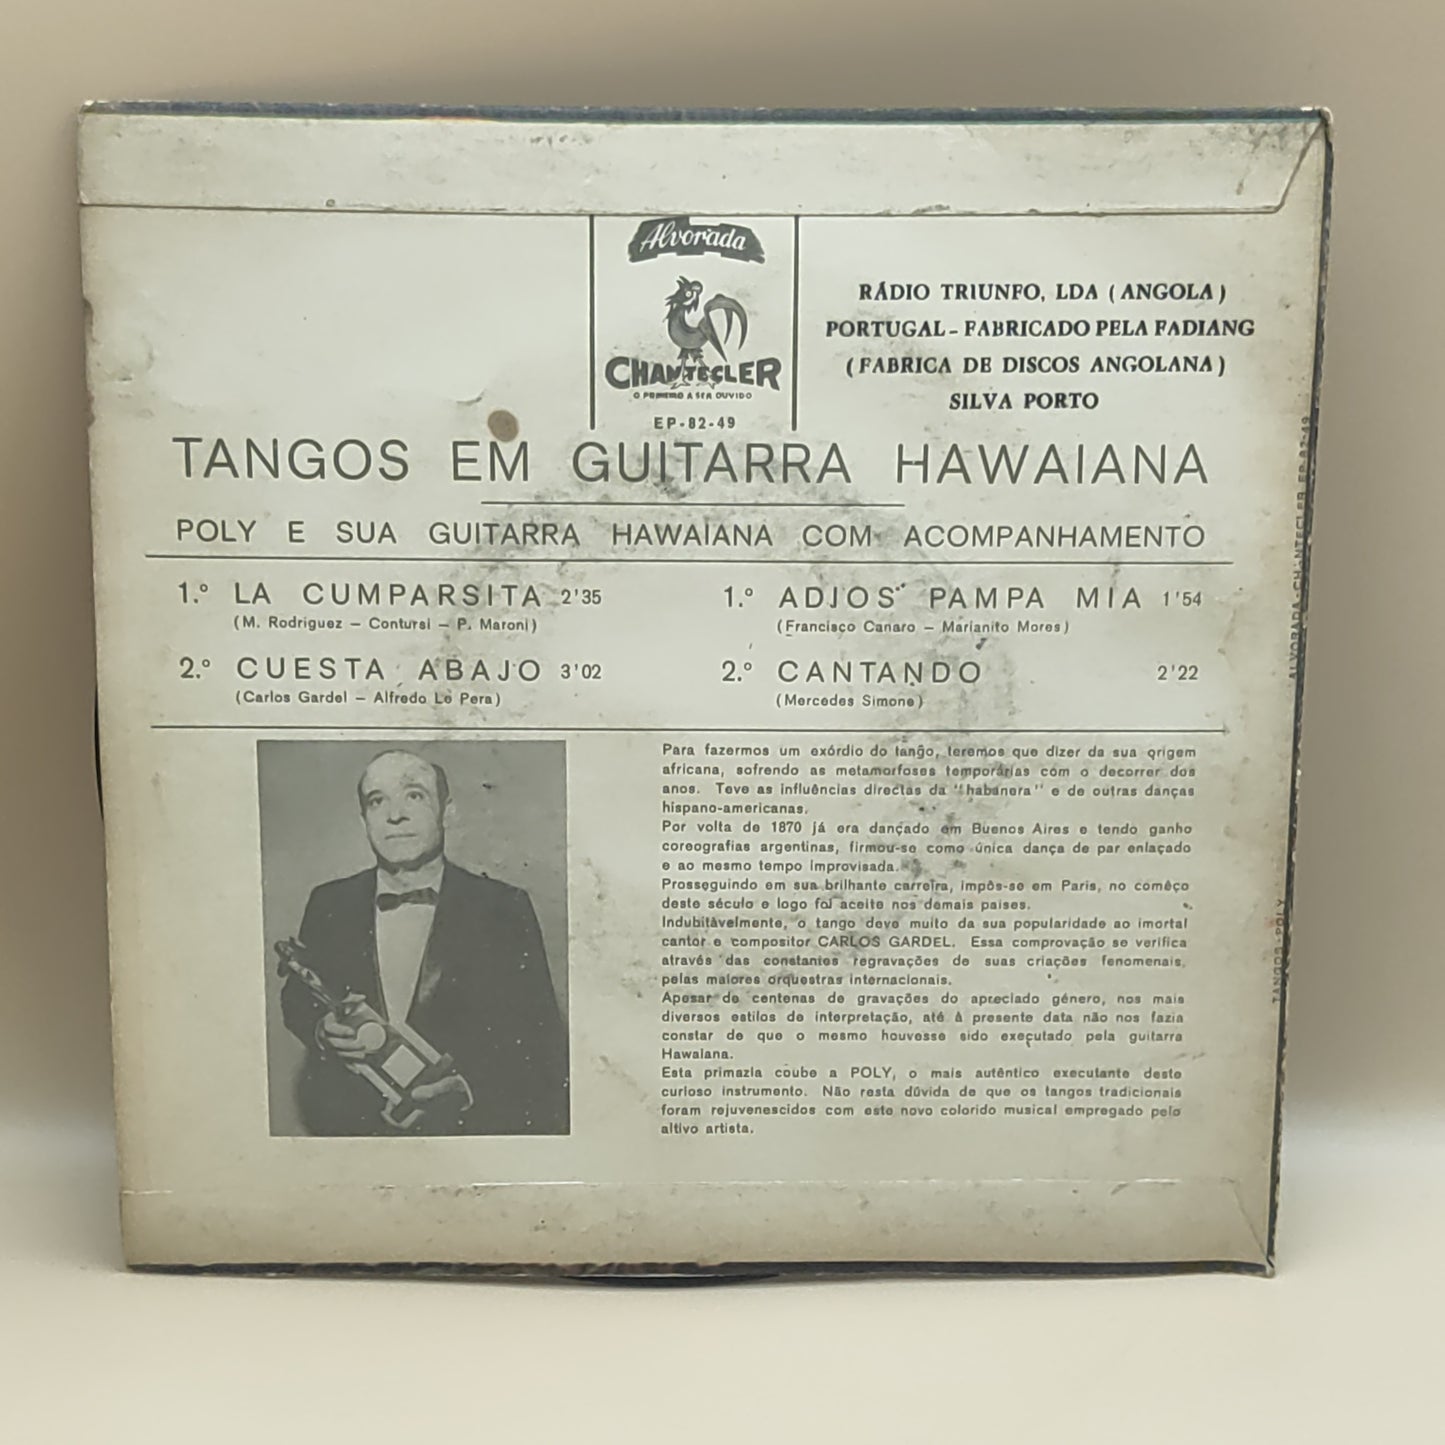 Alvorada
CHANTECLER
O PRIMEIRO A SER OUVIDO
EP-82-49
RÁDIO TRIUNFO, LDA (ANGOLA)
PORTUGAL - FABRICADO PELA FADIANG
(FABRICA DE DISCOS ANGOLANA)
SILVA PORTO
TANGOS EM GUITARRA HAWAIANA
POLY E SUA GUITARRA HAWAIANA COM ACOMPANHAMENTO
1.º LA CUMPARSITA 2'35
(M. Rodriguez – Contursi – P. Maroni)
2.º CUESTA ABAJO 3'02
(Carlos Gardel – Alfredo Le Pera)
1.º ADJOS PAMPA MIA 1'54
(Francisco Canaro – Marianito Mores)
2.º CANTANDO 2'22
(Mercedes Simone)
Para fazermos um exórdio do tango, teremos que dizer da sua origem
africana, sofrendo as metamorfoses temporárias com o decorrer dos
anos. Teve as influências directas da "habanera" e de outras danças
hispano-americanas.
Por volta de 1870 já era dançado em Buenos Aires e tendo ganho
coreografias argentinas, firmou-se como única dança de par enlaçado
e ao mesmo tempo improvisada.
Prosseguindo em sua brilhante carreira, impôs-se em Paris, no comêço
deste século e logo foi aceite nos demais paises.
Indubitàvelmente, o tango deve muito da sua popularidade ao imortal
cantor e compositor CARLOS GARDEL. Essa comprovação se verifica
através das constantes regravações de suas criações fenomenais,
pelas maiores orquestras internacionais.
Apesar de centenas de gravações do apreciado género, nos mais
diversos estilos de interpretação, até à presente data não nos fazia
constar de que o mesmo houvesse sido executado pela guitarra
Hawaiana.
Esta primazia coube a POLY, o mais autêntico executante deste
curioso instrumento. Não resta dúvida de que os tangos tradicionais
foram rejuvenescidos com este novo colorido musical empregado pelo
altivo artista.
TANGOS-POLY
ALVORADA-CHANTECLER EP-82-49